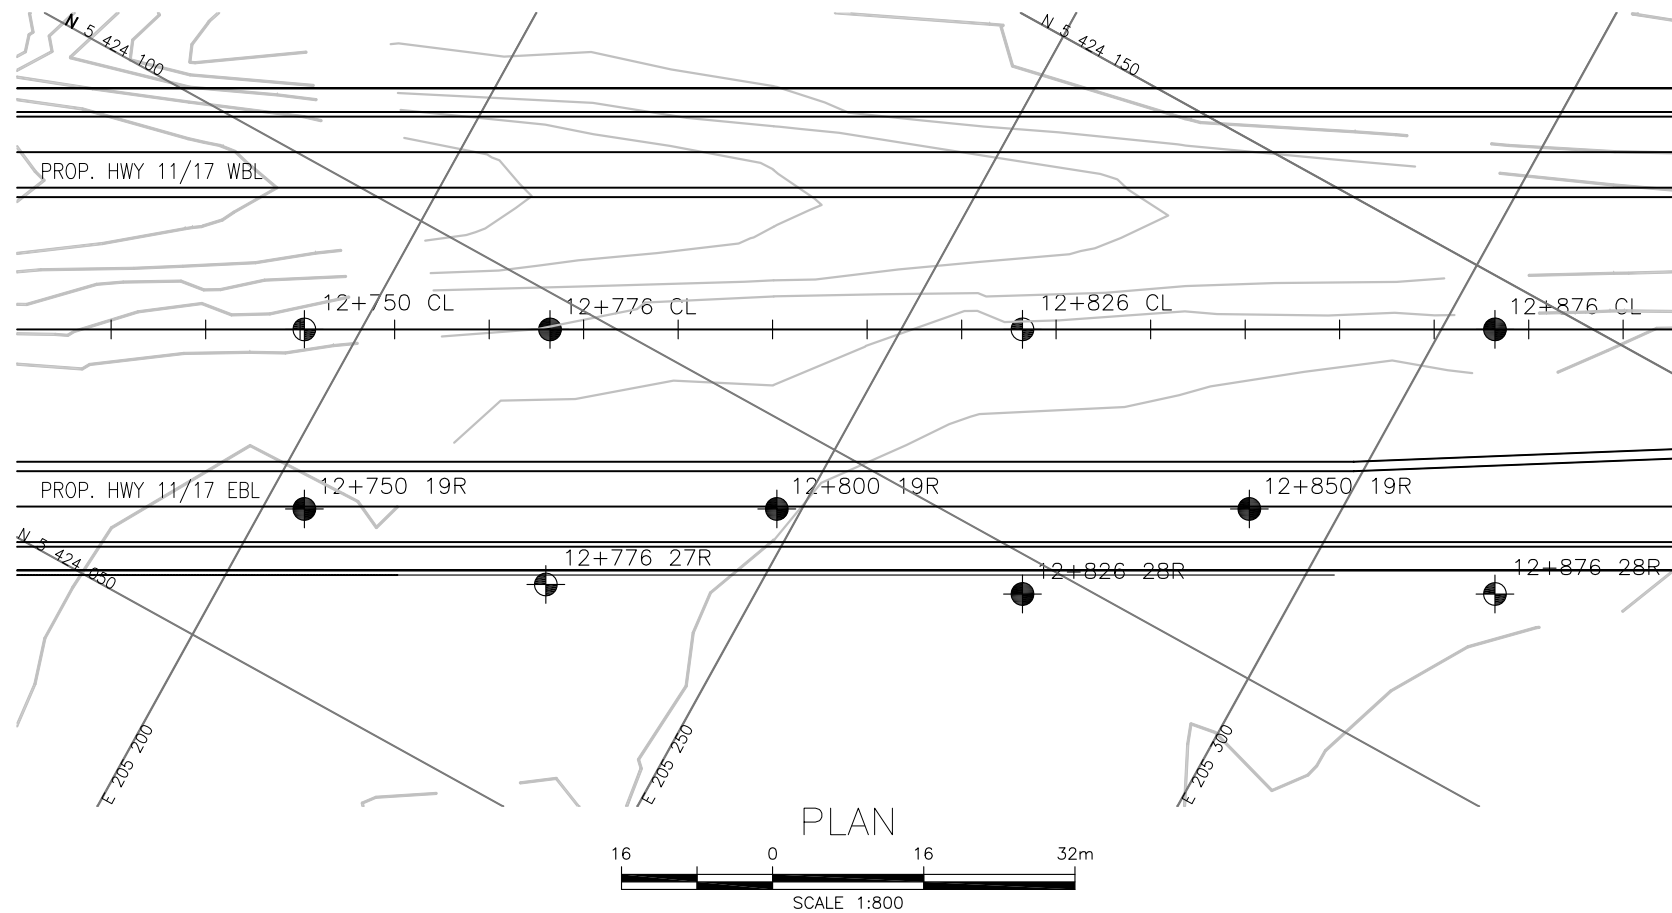 N 5 424 100
N 5 424 150
PROP. HWY 11/17 WBL
12+750 CL
12+776 CL
12+826 CL
12+876 CL
PROP. HWY 11/17 EBL
12+750 19R
12+800 19R
12+850 19R
N 5 424 050
12+776 27R
12+826 28R
12+876 28R
E 205 200
E 205 250
E 205 300
PLAN
16 0 16 32m
SCALE 1:800